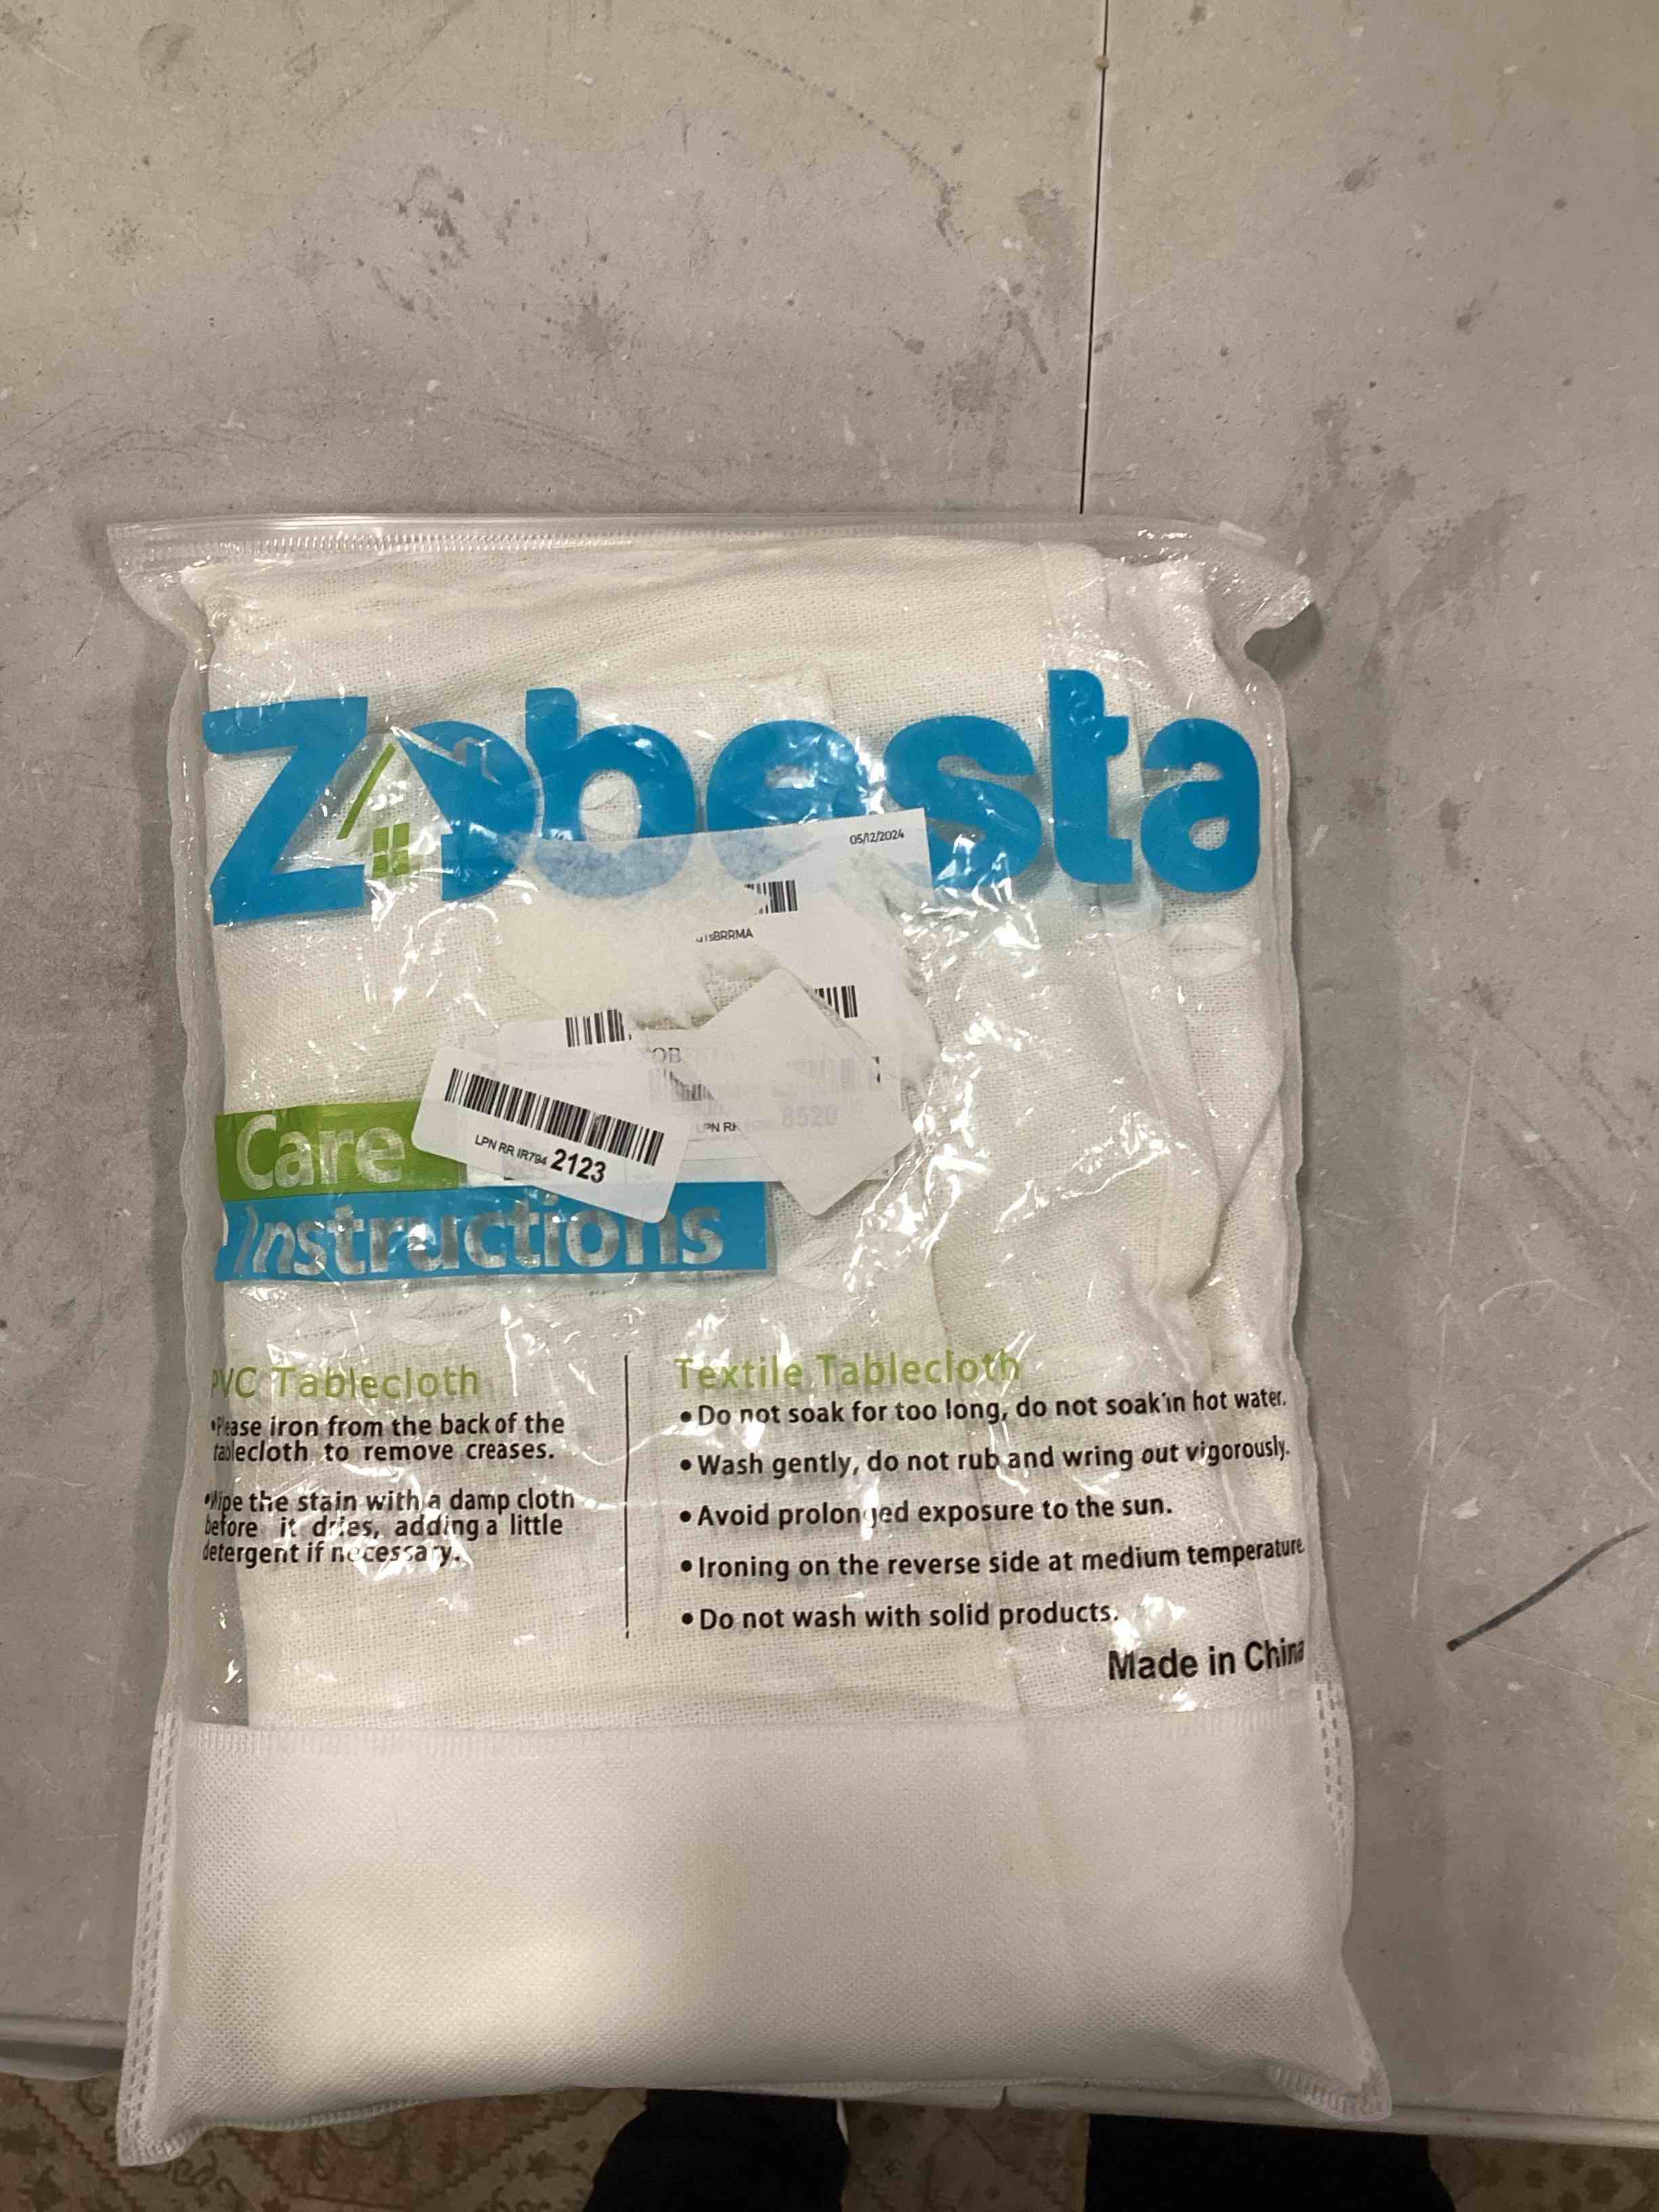 Zobesta
05/12/2024
BRRMA
LPN RR IR794 2123
LPN RH
8520
Care
Instructions
PVC Tablecloth
•Please iron from the back of the
tablecloth to remove creases.
•Wipe the stain with a damp cloth
before it dries, adding a little
detergent if necessary.
Textile Tablecloth
•Do not soak for too long, do not soak in hot water.
•Wash gently, do not rub and wring out vigorously.
•Avoid prolonged exposure to the sun.
•Ironing on the reverse side at medium temperature.
•Do not wash with solid products.
Made in China